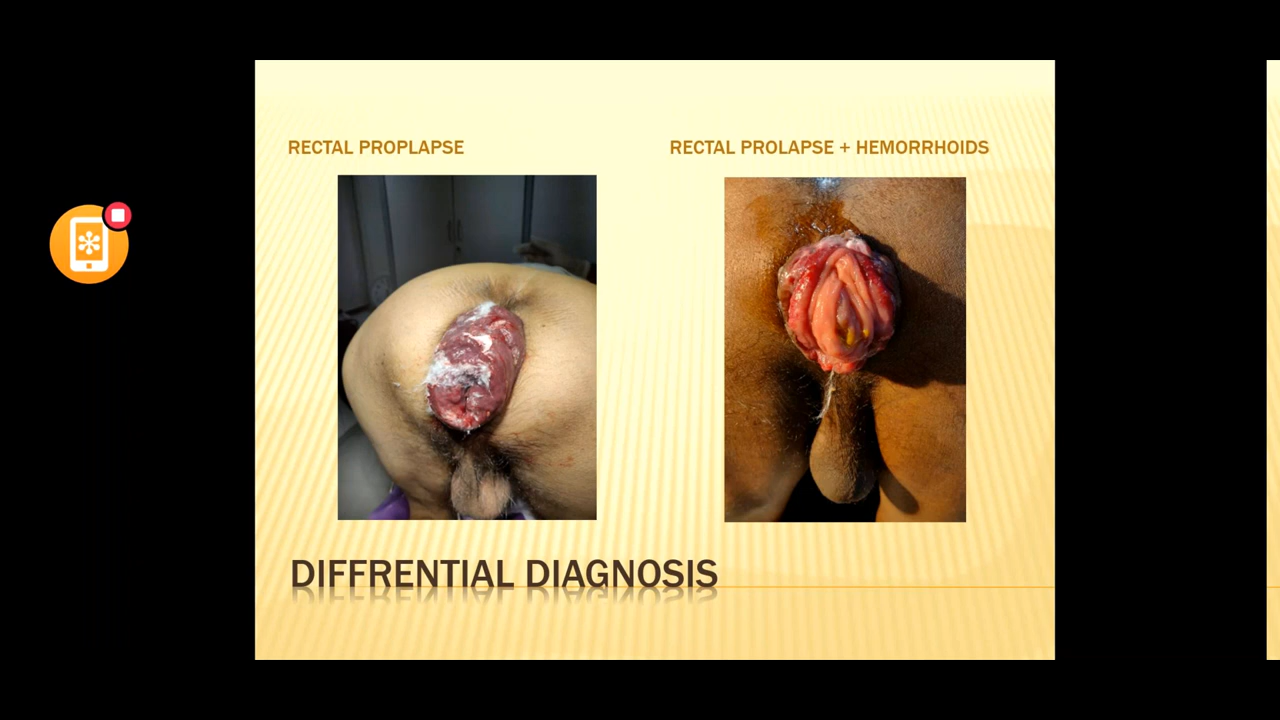 RECTAL PROPLAPSE
RECTAL PROLAPSE + HEMORRHOIDS
DIFFRENTIAL DIAGNOSIS